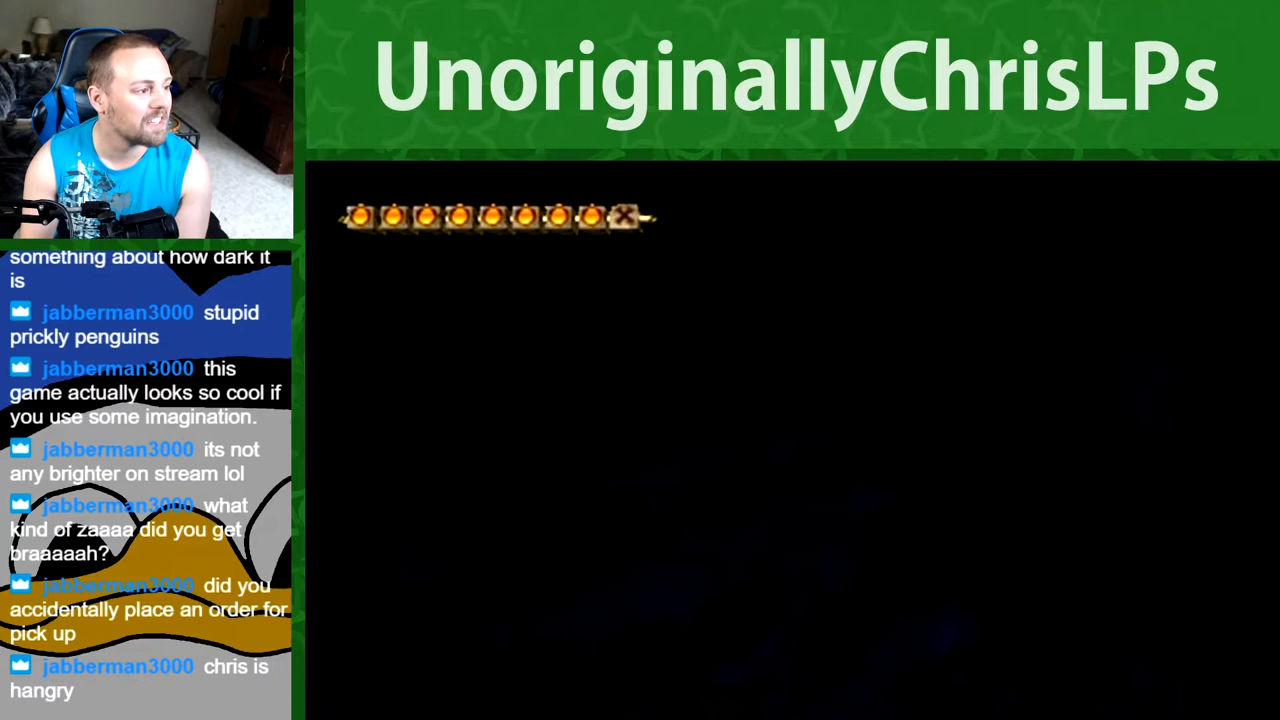 UnoriginallyChrisLPs
something about how dark it
is
jabberman3000 stupid
prickly penguins
jabberman3000 this
game actually looks so cool if
you use some imagination.
jabberman3000 its not
any brighter on stream lol
jabberman3000 what
kind of zaaaa did you get
braaaaah?
jabberman3000 did you
accidentally place an order for
pick up
jabberman3000 chris is
hangry